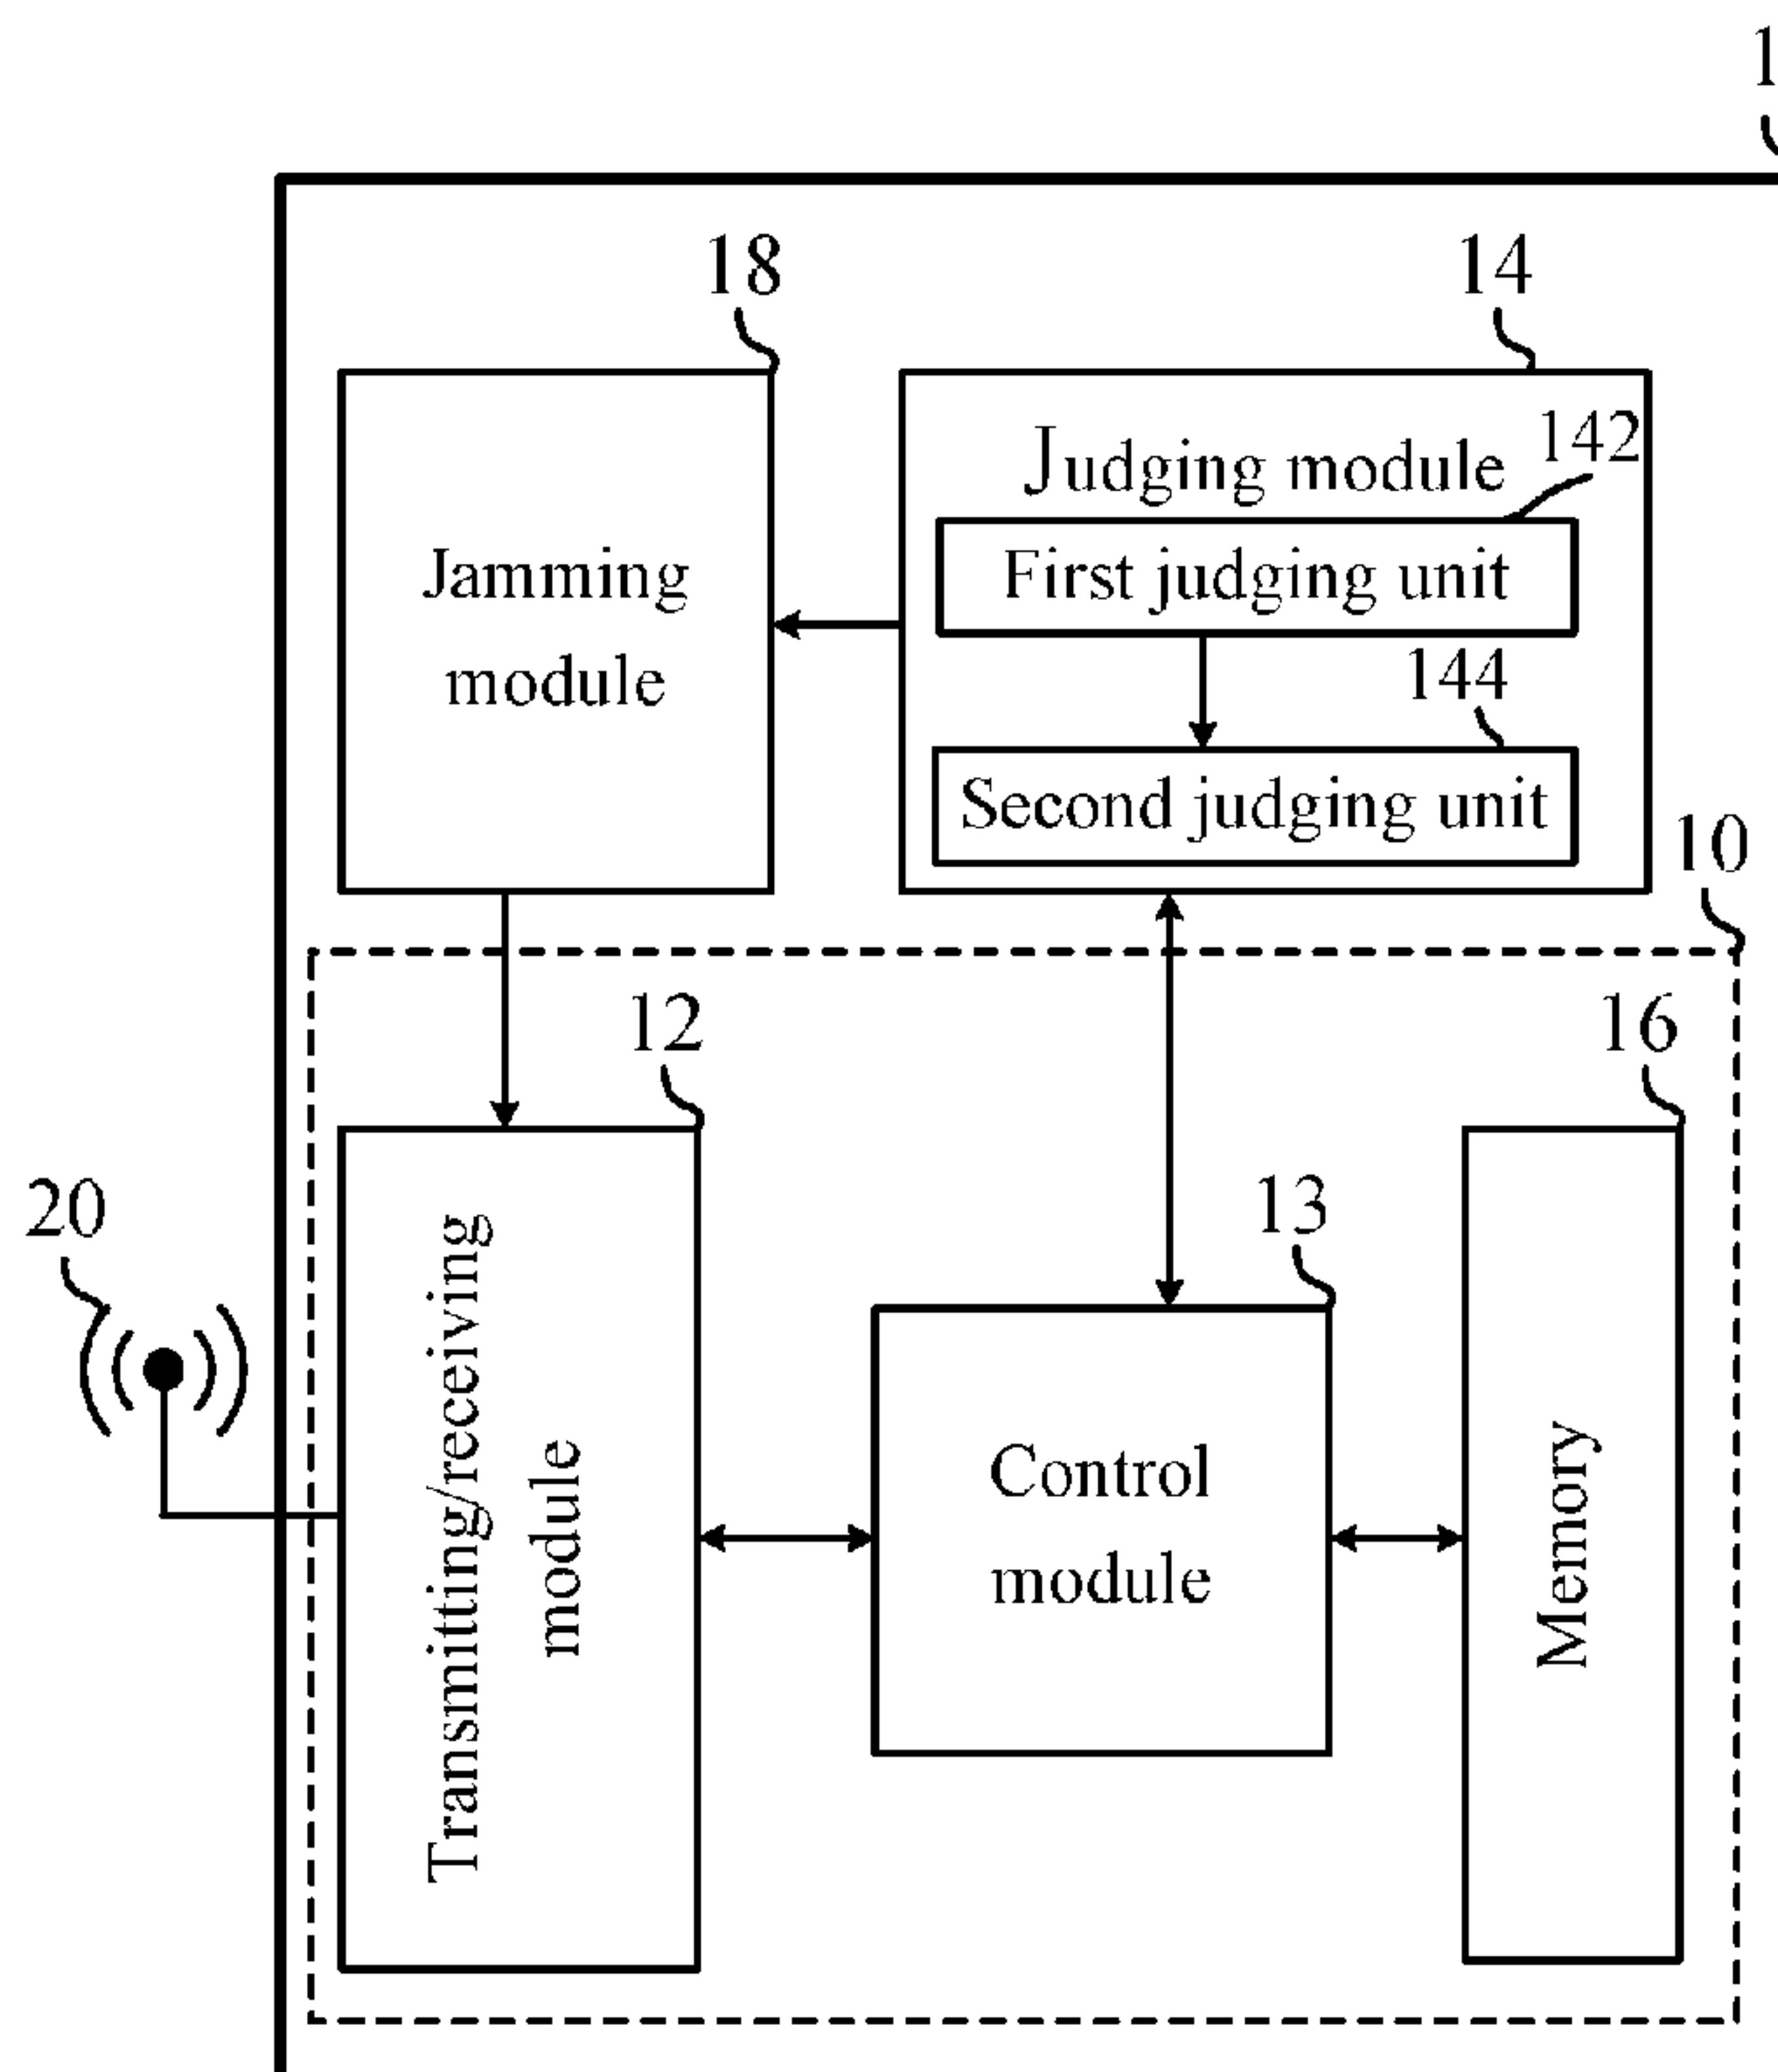 1
18
14
Judging module
142
First judging unit
Jamming
module
144
Second judging unit
10
12
16
20
13
Transmitting/receiving
module
Control
module
Memory